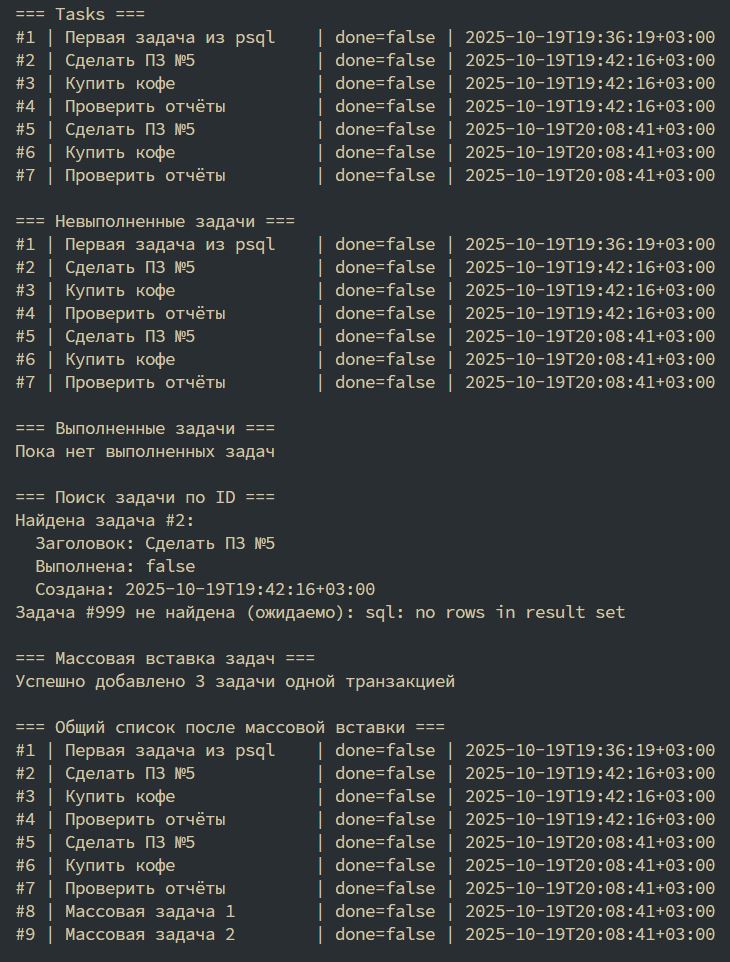 === Tasks ===
#1 | Первая задача из psql    | done=false | 2025-10-19T19:36:19+03:00
#2 | Сделать ПЗ №5            | done=false | 2025-10-19T19:42:16+03:00
#3 | Купить кофе              | done=false | 2025-10-19T19:42:16+03:00
#4 | Проверить отчёты         | done=false | 2025-10-19T19:42:16+03:00
#5 | Сделать ПЗ №5            | done=false | 2025-10-19T20:08:41+03:00
#6 | Купить кофе              | done=false | 2025-10-19T20:08:41+03:00
#7 | Проверить отчёты         | done=false | 2025-10-19T20:08:41+03:00

=== Невыполненные задачи ===
#1 | Первая задача из psql    | done=false | 2025-10-19T19:36:19+03:00
#2 | Сделать ПЗ №5            | done=false | 2025-10-19T19:42:16+03:00
#3 | Купить кофе              | done=false | 2025-10-19T19:42:16+03:00
#4 | Проверить отчёты         | done=false | 2025-10-19T19:42:16+03:00
#5 | Сделать ПЗ №5            | done=false | 2025-10-19T20:08:41+03:00
#6 | Купить кофе              | done=false | 2025-10-19T20:08:41+03:00
#7 | Проверить отчёты         | done=false | 2025-10-19T20:08:41+03:00

=== Выполненные задачи ===
Пока нет выполненных задач

=== Поиск задачи по ID ===
Найдена задача #2:
  Заголовок: Сделать ПЗ №5
  Выполнена: false
  Создана: 2025-10-19T19:42:16+03:00
Задача #999 не найдена (ожидаемо): sql: no rows in result set

=== Массовая вставка задач ===
Успешно добавлено 3 задачи одной транзакцией

=== Общий список после массовой вставки ===
#1 | Первая задача из psql    | done=false | 2025-10-19T19:36:19+03:00
#2 | Сделать ПЗ №5            | done=false | 2025-10-19T19:42:16+03:00
#3 | Купить кофе              | done=false | 2025-10-19T19:42:16+03:00
#4 | Проверить отчёты         | done=false | 2025-10-19T19:42:16+03:00
#5 | Сделать ПЗ №5            | done=false | 2025-10-19T20:08:41+03:00
#6 | Купить кофе              | done=false | 2025-10-19T20:08:41+03:00
#7 | Проверить отчёты         | done=false | 2025-10-19T20:08:41+03:00
#8 | Массовая задача 1        | done=false | 2025-10-19T20:08:41+03:00
#9 | Массовая задача 2        | done=false | 2025-10-19T20:08:41+03:00